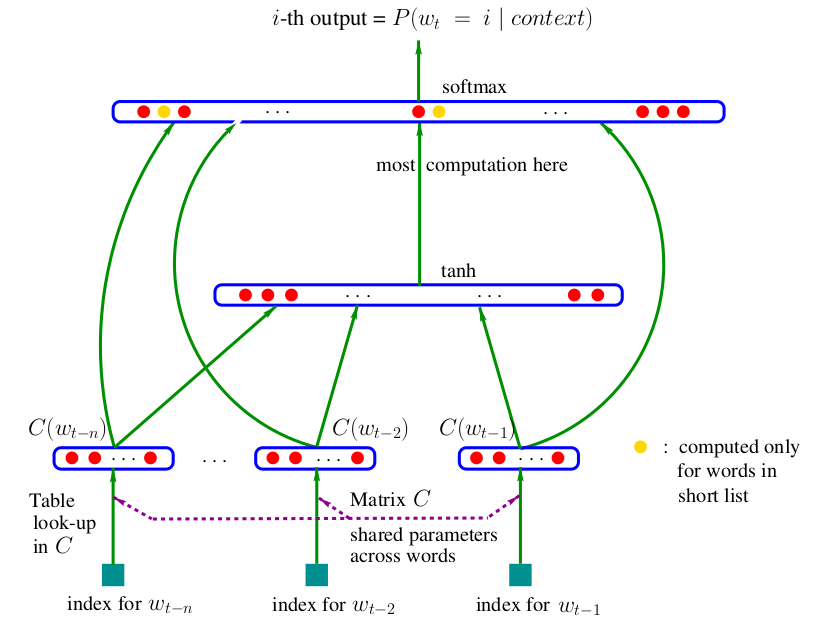 i-th output = P(w_t = i | context)
softmax
. . .
. . .
most computation here
tanh
. . .
. . .
C(w_{t−n})
C(w_{t−2})
C(w_{t−1})
. . .
. . .
. . .
. . .
: computed only
for words in
short list
Table
look-up
in C
Matrix C
shared parameters
across words
index for w_{t−n}
index for w_{t−2}
index for w_{t−1}